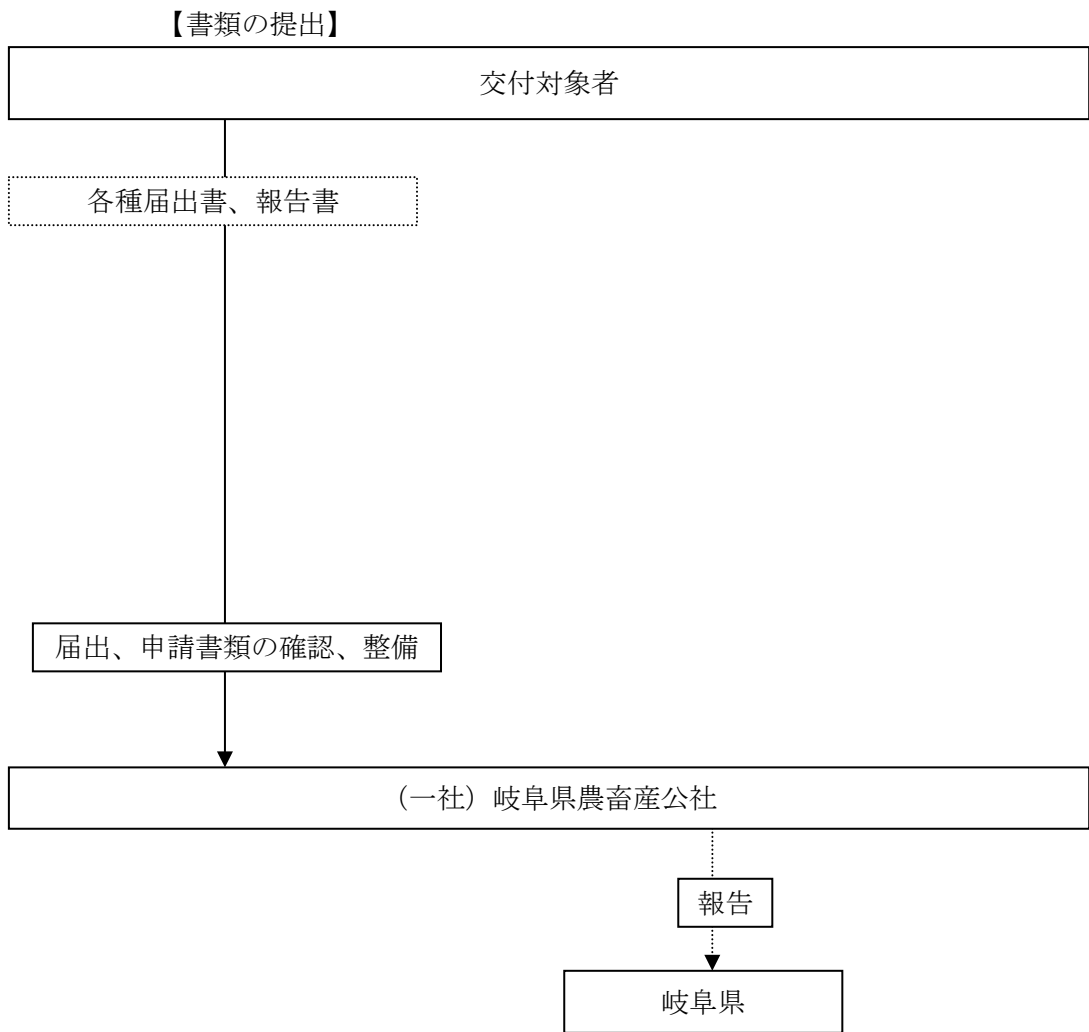 【書類の提出】
交付対象者
各種届出書、報告書
届出、申請書類の確認、整備
（一社）岐阜県農畜産公社
報告
岐阜県